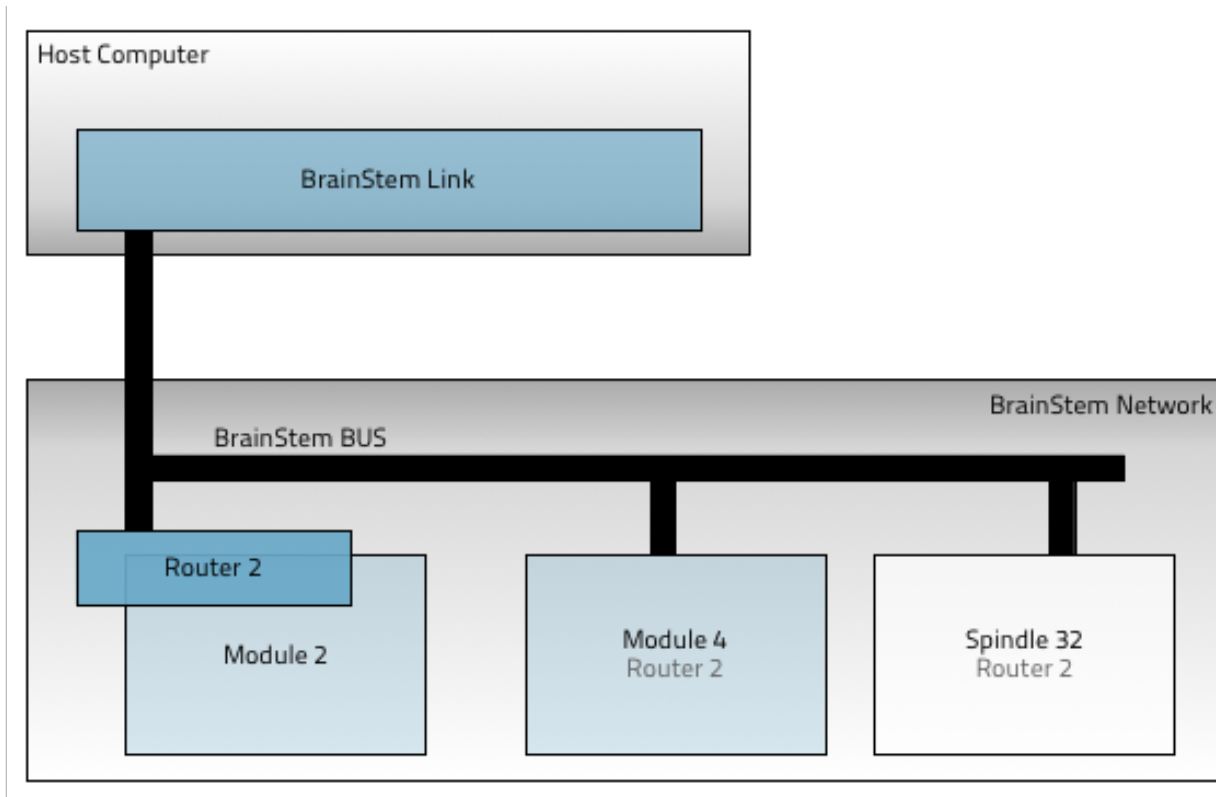 Host Computer
BrainStem Link
BrainStem Network
BrainStem BUS
Router 2
Module 2
Module 4
Router 2
Spindle 32
Router 2